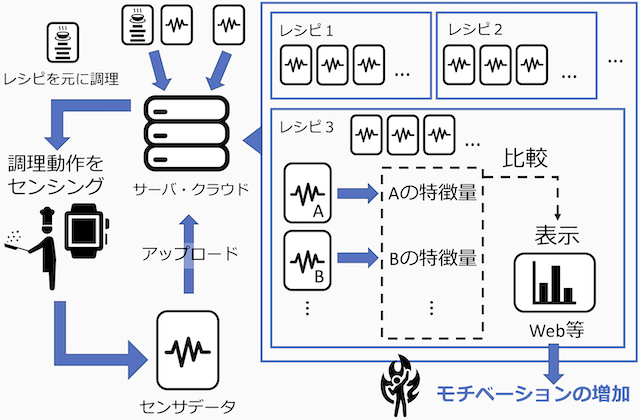 レシピを元に調理
調理動作を
センシング
サーバ・クラウド
アップロード
センサデータ
レシピ1
...
レシピ2
...
...
レシピ3
...
A
Aの特徴量
B
Bの特徴量
⋮
⋮
比較
表示
Web等
モチベーションの増加